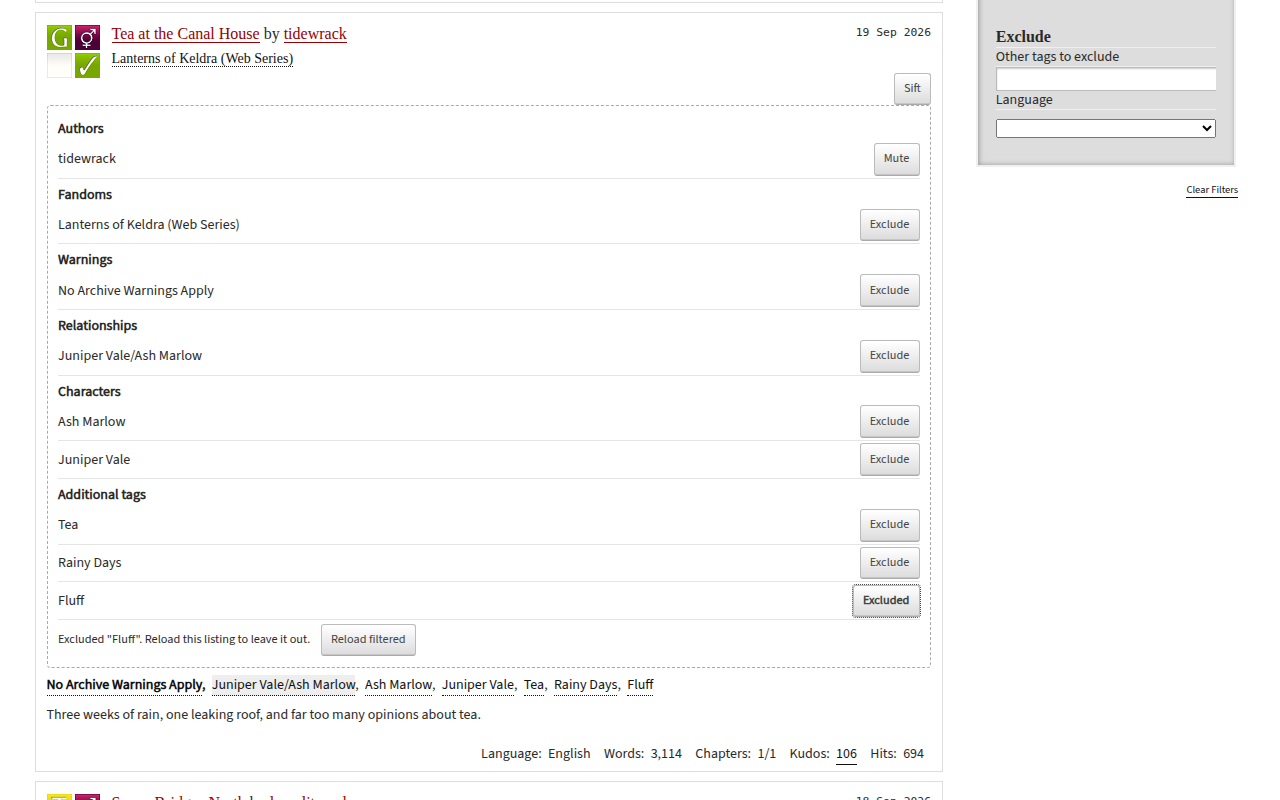 Tea at the Canal House by tidewrack
19 Sep 2026
Lanterns of Keldra (Web Series)
Sift
Authors
tidewrack
Mute
Fandoms
Lanterns of Keldra (Web Series)
Exclude
Warnings
No Archive Warnings Apply
Exclude
Relationships
Juniper Vale/Ash Marlow
Exclude
Characters
Ash Marlow
Exclude
Juniper Vale
Exclude
Additional tags
Tea
Exclude
Rainy Days
Exclude
Fluff
Excluded
Excluded "Fluff". Reload this listing to leave it out.
Reload filtered
No Archive Warnings Apply, Juniper Vale/Ash Marlow, Ash Marlow, Juniper Vale, Tea, Rainy Days, Fluff
Three weeks of rain, one leaking roof, and far too many opinions about tea.
Language: English Words: 3,114 Chapters: 1/1 Kudos: 106 Hits: 694
Exclude
Other tags to exclude
Language
Clear Filters